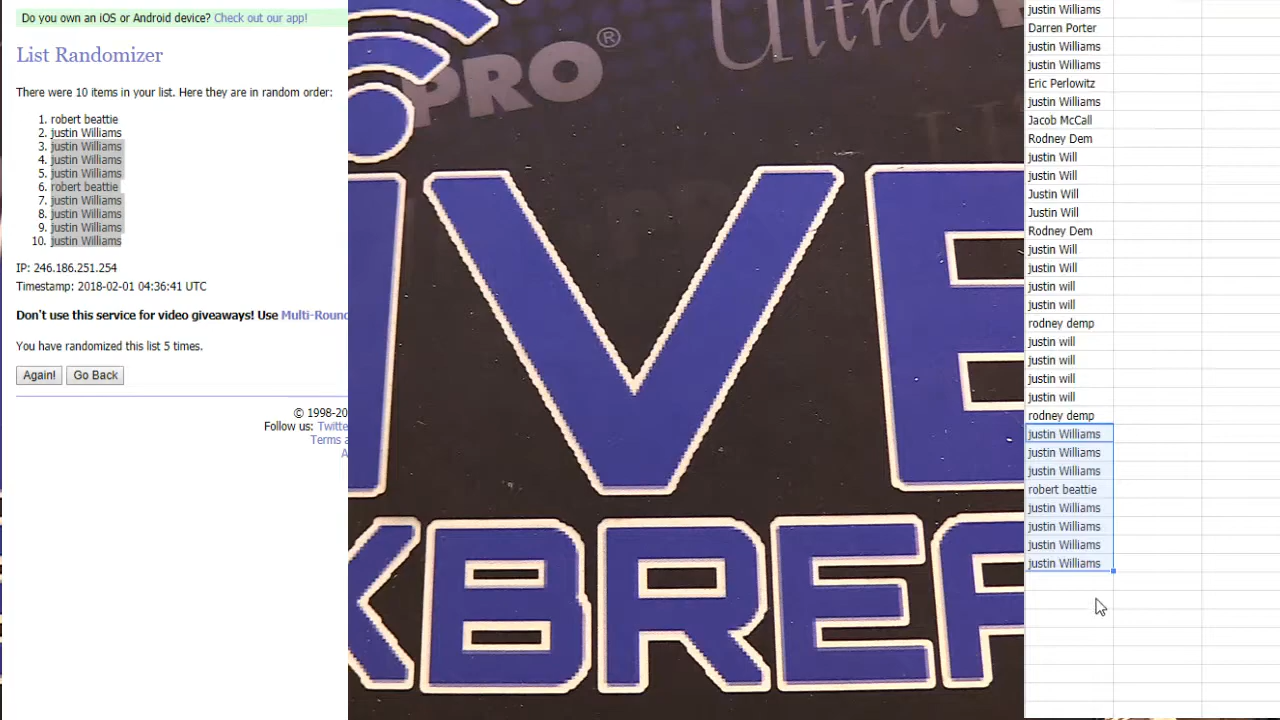 Do you own an iOS or Android device? Check out our app!
List Randomizer
There were 10 items in your list. Here they are in random order:
1. robert beattie
2. justin Williams
3. justin Williams
4. justin Williams
5. justin Williams
6. robert beattie
7. justin Williams
8. justin Williams
9. justin Williams
10. justin Williams
IP: 246.186.251.254
Timestamp: 2018-02-01 04:36:41 UTC
Don't use this service for video giveaways! Use Multi-Round
You have randomized this list 5 times.
Again! Go Back
© 1998-20
Follow us: Twitte
Terms a
A
PRO® Ultra
IVE
KBREA
justin Williams
Darren Porter
justin Williams
justin Williams
Eric Perlowitz
justin Williams
Jacob McCall
Rodney Dem
justin Will
justin Will
Justin Will
Justin Will
Rodney Dem
justin Will
justin Will
justin will
justin will
rodney demp
justin will
justin will
justin will
justin will
rodney demp
justin Williams
justin Williams
justin Williams
robert beattie
justin Williams
justin Williams
justin Williams
justin Williams